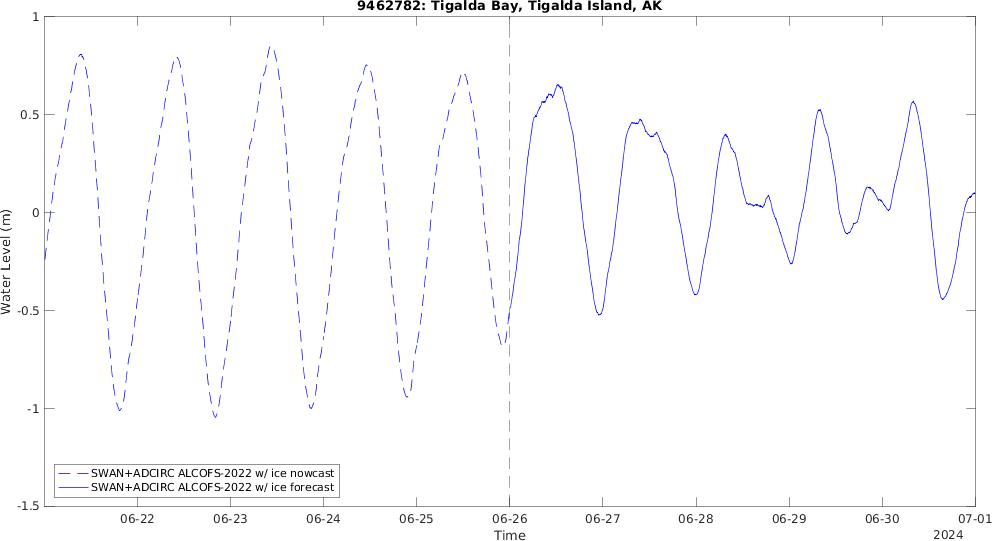 9462782: Tigalda Bay, Tigalda Island, AK
1
0.5
0
-0.5
-1
-1.5
Water Level (m)
SWAN+ADCIRC ALCOFS-2022 w/ ice nowcast
SWAN+ADCIRC ALCOFS-2022 w/ ice forecast
06-22 06-23 06-24 06-25 06-26 06-27 06-28 06-29 06-30 07-01
Time
2024